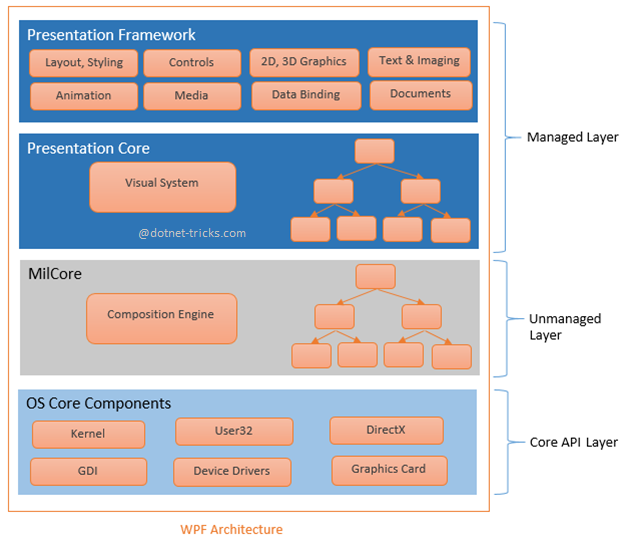 Presentation Framework
Layout, Styling
Controls
2D, 3D Graphics
Text & Imaging
Animation
Media
Data Binding
Documents
Managed Layer
Presentation Core
Visual System
@dotnet-tricks.com
MilCore
Composition Engine
Unmanaged
Layer
OS Core Components
Kernel
User32
DirectX
Core API Layer
GDI
Device Drivers
Graphics Card
WPF Architecture